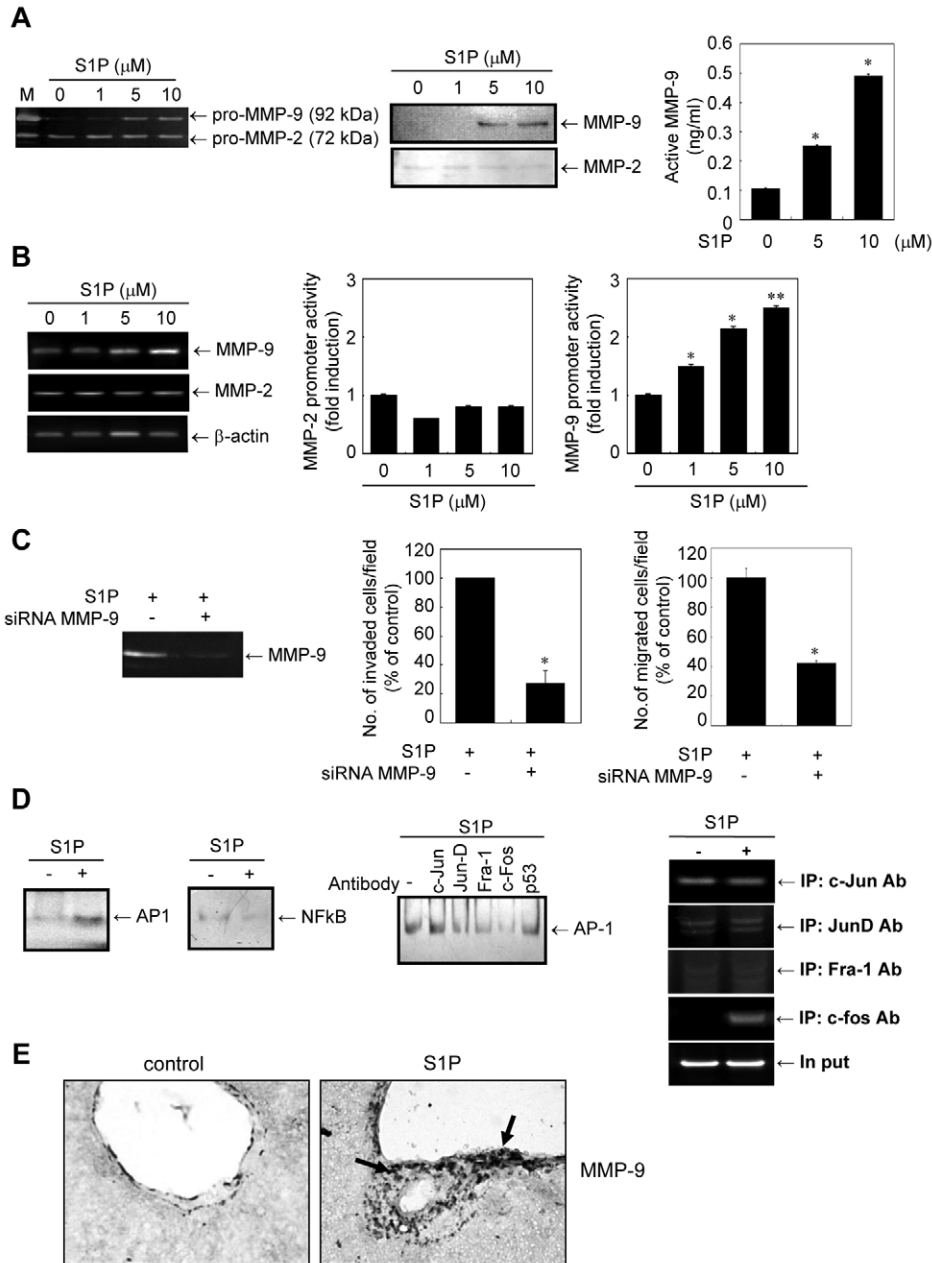 A
S1P (μM)
M 0 1 5 10
← pro-MMP-9 (92 kDa)
← pro-MMP-2 (72 kDa)
S1P (μM)
0 1 5 10
← MMP-9
← MMP-2
Active MMP-9
(ng/ml)
0.6
0.5
0.4
0.3
0.2
0.1
0
* *
S1P 0 5 10 (μM)
B
S1P (μM)
0 1 5 10
← MMP-9
← MMP-2
← β-actin
MMP-2 promoter activity
(fold induction)
3
2
1
0
0 1 5 10
S1P (μM)
MMP-9 promoter activity
(fold induction)
3
2
1
0
* * **
0 1 5 10
S1P (μM)
C
S1P + +
siRNA MMP-9 - +
← MMP-9
No. of invaded cells/field
(% of control)
120
100
80
60
40
20
0
*
S1P + +
siRNA MMP-9 - +
No.of migrated cells/field
(% of control)
120
100
80
60
40
20
0
*
S1P + +
siRNA MMP-9 - +
D
S1P
- +
← AP1
S1P
- +
← NFkB
S1P
Antibody - c-Jun Jun-D Fra-1 c-Fos p53
← AP-1
S1P
- +
← IP: c-Jun Ab
← IP: JunD Ab
← IP: Fra-1 Ab
← IP: c-fos Ab
← In put
E
control
S1P
MMP-9